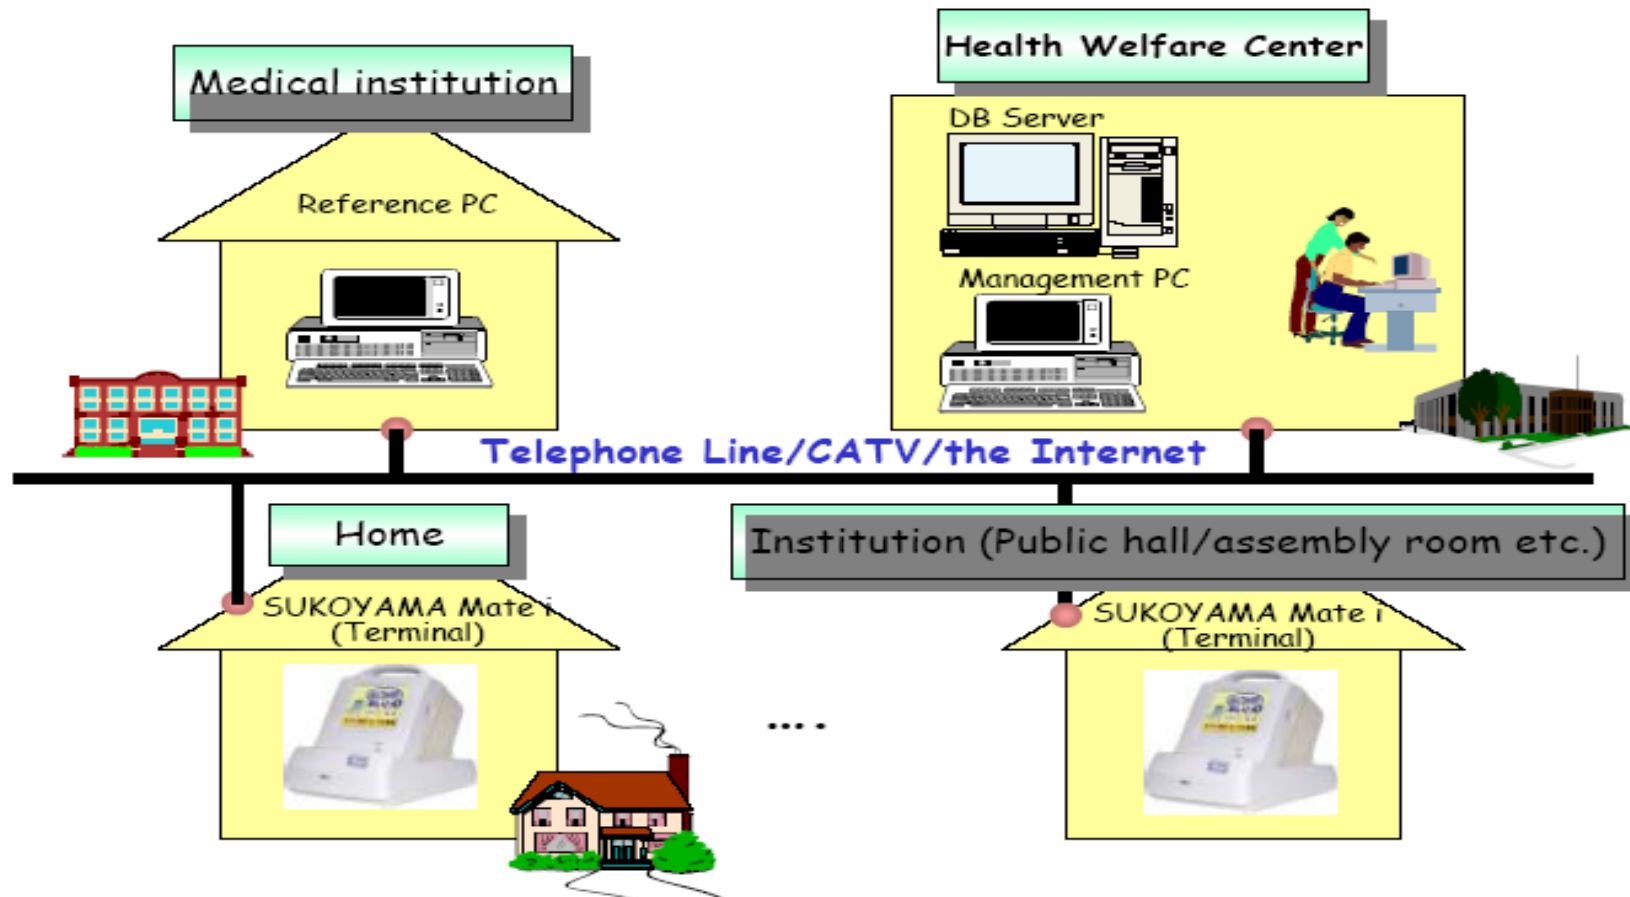 Medical institution
Health Welfare Center
DB Server
Reference PC
Management PC
Telephone Line/CATV/the Internet
Home
Institution (Public hall/assembly room etc.)
SUKOYAMA Mate i
(Terminal)
SUKOYAMA Mate i
(Terminal)
....